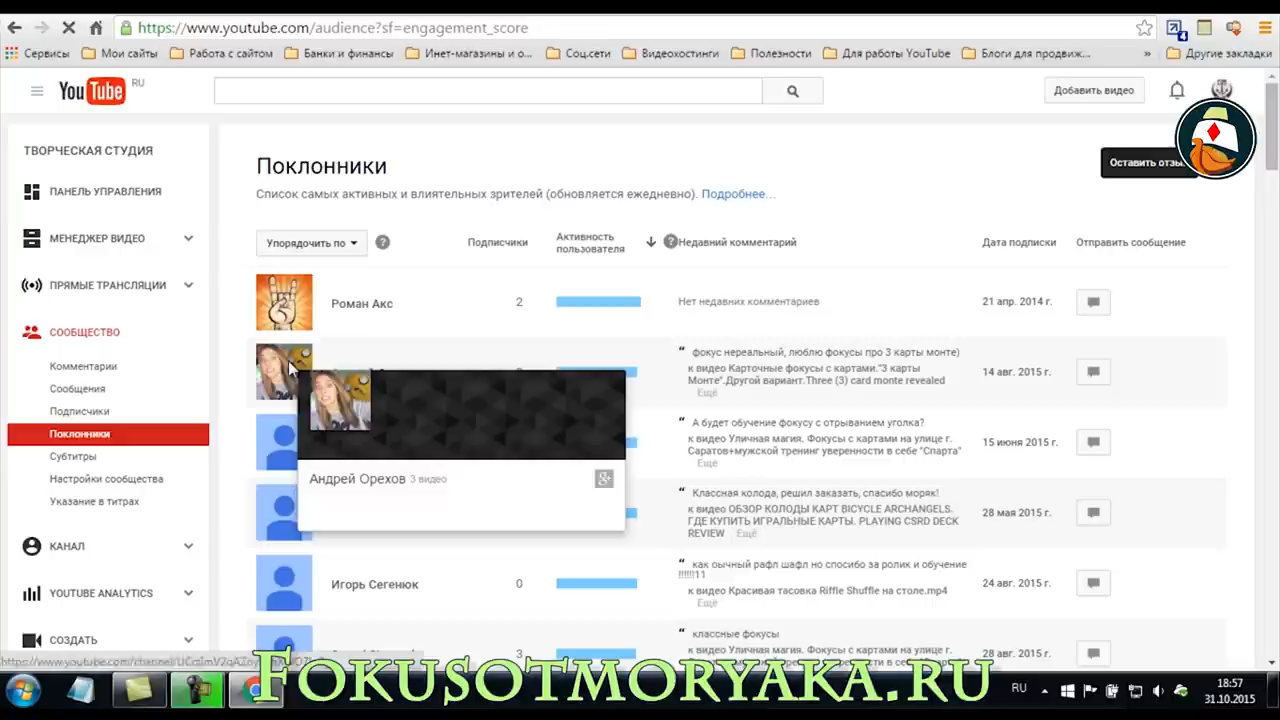 https://www.youtube.com/audience?sf=engagement_score
4
Сервисы Мои сайты Работа с сайтом Банки и финансы Инет-магазины и о... Соц.сети Видеохостинги Полезности Для работы YouTube Блоги для продвиж... » Другие закладки
YouTube RU
Добавить видео
ТВОРЧЕСКАЯ СТУДИЯ
ПАНЕЛЬ УПРАВЛЕНИЯ
МЕНЕДЖЕР ВИДЕО
ПРЯМЫЕ ТРАНСЛЯЦИИ
СООБЩЕСТВО
Комментарии
Сообщения
Подписчики
Поклонники
Субтитры
Настройки сообщества
Указание в титрах
КАНАЛ
YOUTUBE ANALYTICS
СОЗДАТЬ
Поклонники
Оставить отзы
Список самых активных и влиятельных зрителей (обновляется ежедневно). Подробнее...
Упорядочить по ?
Подписчики
Активность
пользователя
?
Недавний комментарий
Дата подписки
Отправить сообщение
Роман Акс 2 Нет недавних комментариев 21 апр. 2014 г.
“ фокус нереальный, люблю фокусы про 3 карты монте)
к видео Карточные фокусы с картами."3 карты
Монте".Другой вариант.Three (3) card monte revealed
Ещё
14 авг. 2015 г.
Андрей Орехов 3 видео
g+
“ А будет обучение фокусу с отрыванием уголка?
к видео Уличная магия. Фокусы с картами на улице г.
Саратов+мужской тренинг уверенности в себе "Спарта"
Ещё
15 июня 2015 г.
“ Классная колода, решил заказать, спасибо моряк!
к видео ОБЗОР КОЛОДЫ КАРТ BICYCLE ARCHANGELS.
ГДЕ КУПИТЬ ИГРАЛЬНЫЕ КАРТЫ. PLAYING CSRD DECK
REVIEW Ещё
28 мая 2015 г.
Игорь Сегенюк 0
“ как оычный рафл шафл но спосибо за ролик и обучение
!!!!!!11
к видео Красивая тасовка Riffle Shuffle на столе.mp4
Ещё
24 авг. 2015 г.
3
“ классные фокусы
28 авг. 2015 г.
FOKUSOTMORYAKA.RU
RU
18:57
31.10.2015